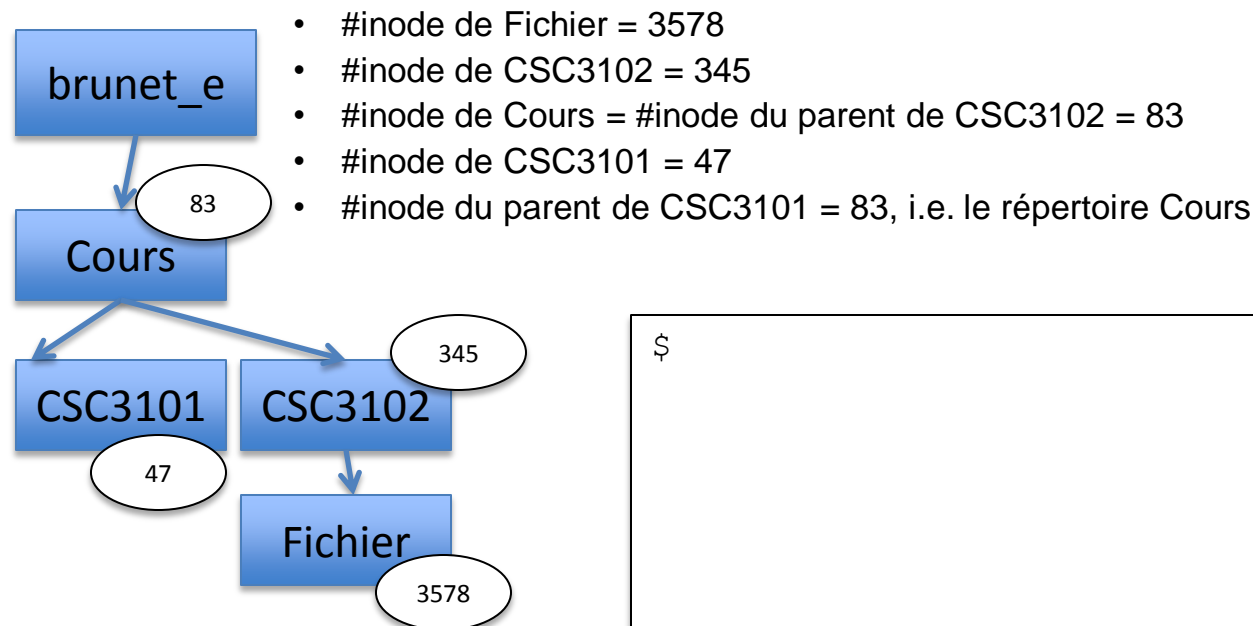 brunet_e
• #inode de Fichier = 3578
• #inode de CSC3102 = 345
• #inode de Cours = #inode du parent de CSC3102 = 83
• #inode de CSC3101 = 47
• #inode du parent de CSC3101 = 83, i.e. le répertoire Cours
83
Cours
345
CSC3101
CSC3102
47
Fichier
3578
$